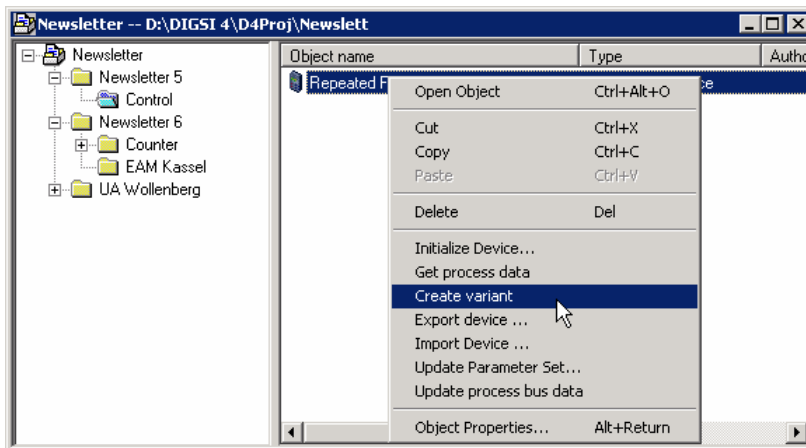 Newsletter -- D:\DIGSI 4\D4Proj\Newslett
Newsletter
Newsletter 5
Control
Newsletter 6
Counter
EAM Kassel
UA Wollenberg
Object name Type Autho
Repeated F ce
Open Object Ctrl+Alt+O
Cut Ctrl+X
Copy Ctrl+C
Paste Ctrl+V
Delete Del
Initialize Device...
Get process data
Create variant
Export device ...
Import Device ...
Update Parameter Set...
Update process bus data
Object Properties... Alt+Return